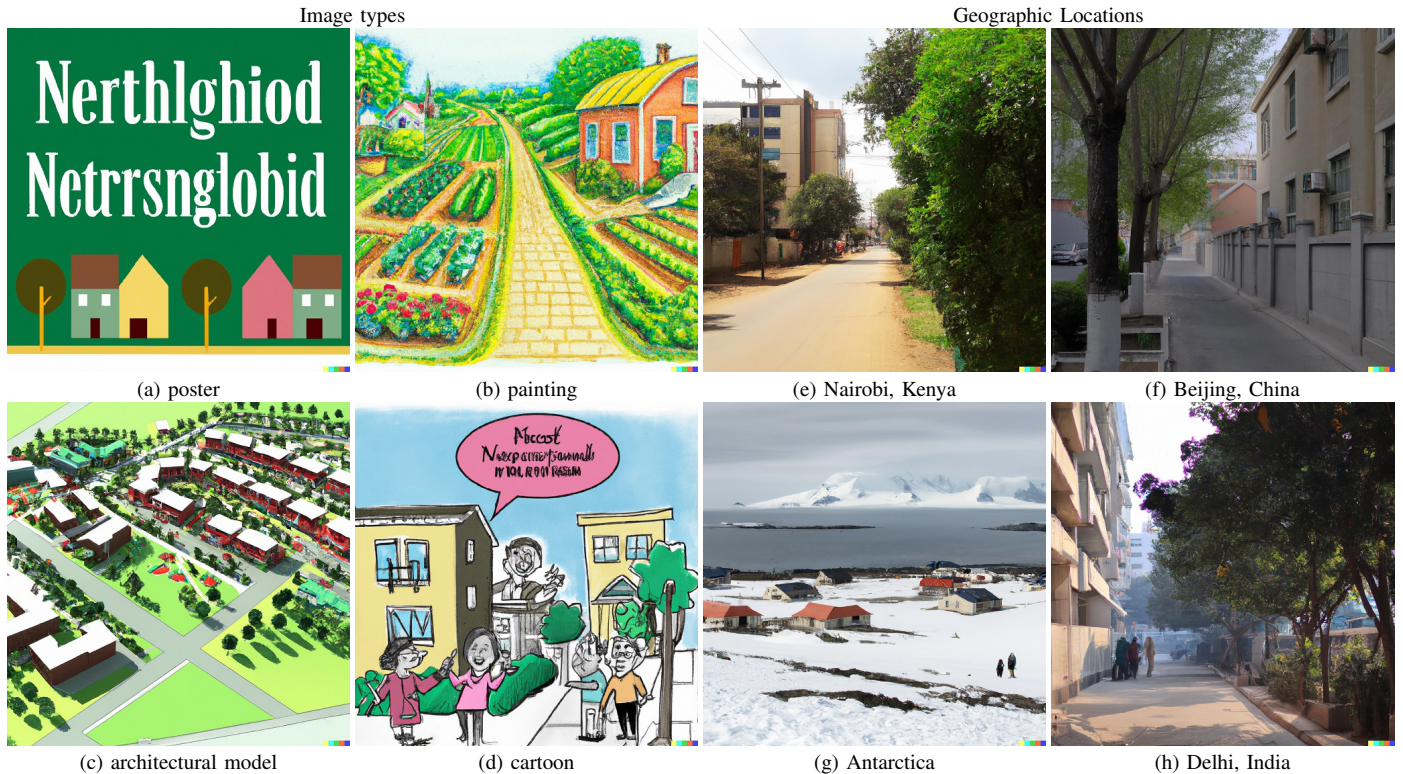 Image types
Geographic Locations
Nerthlghiod
Netrrsnglobid
(a) poster
(b) painting
(e) Nairobi, Kenya
(f) Beijing, China
(c) architectural model
(d) cartoon
(g) Antarctica
(h) Delhi, India